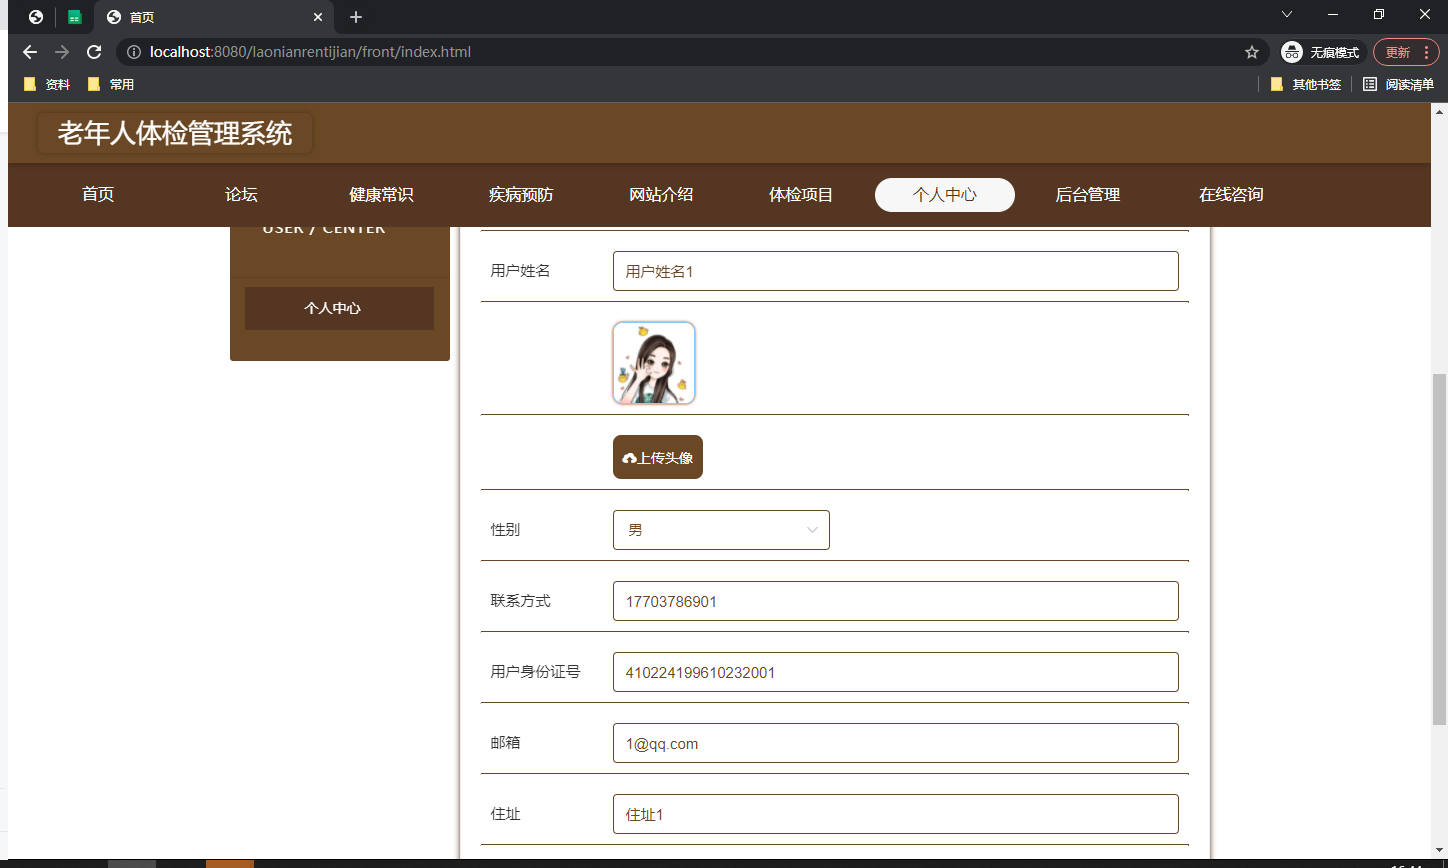 首页
localhost:8080/laonianrentijian/front/index.html
无痕模式
更新
资料
常用
其他书签
阅读清单
老年人体检管理系统
首页
论坛
健康常识
疾病预防
网站介绍
体检项目
个人中心
后台管理
在线咨询
USER / CENTER
个人中心
用户姓名
用户姓名1
上传头像
性别
男
联系方式
17703786901
用户身份证号
410224199610232001
邮箱
1@qq.com
住址
住址1